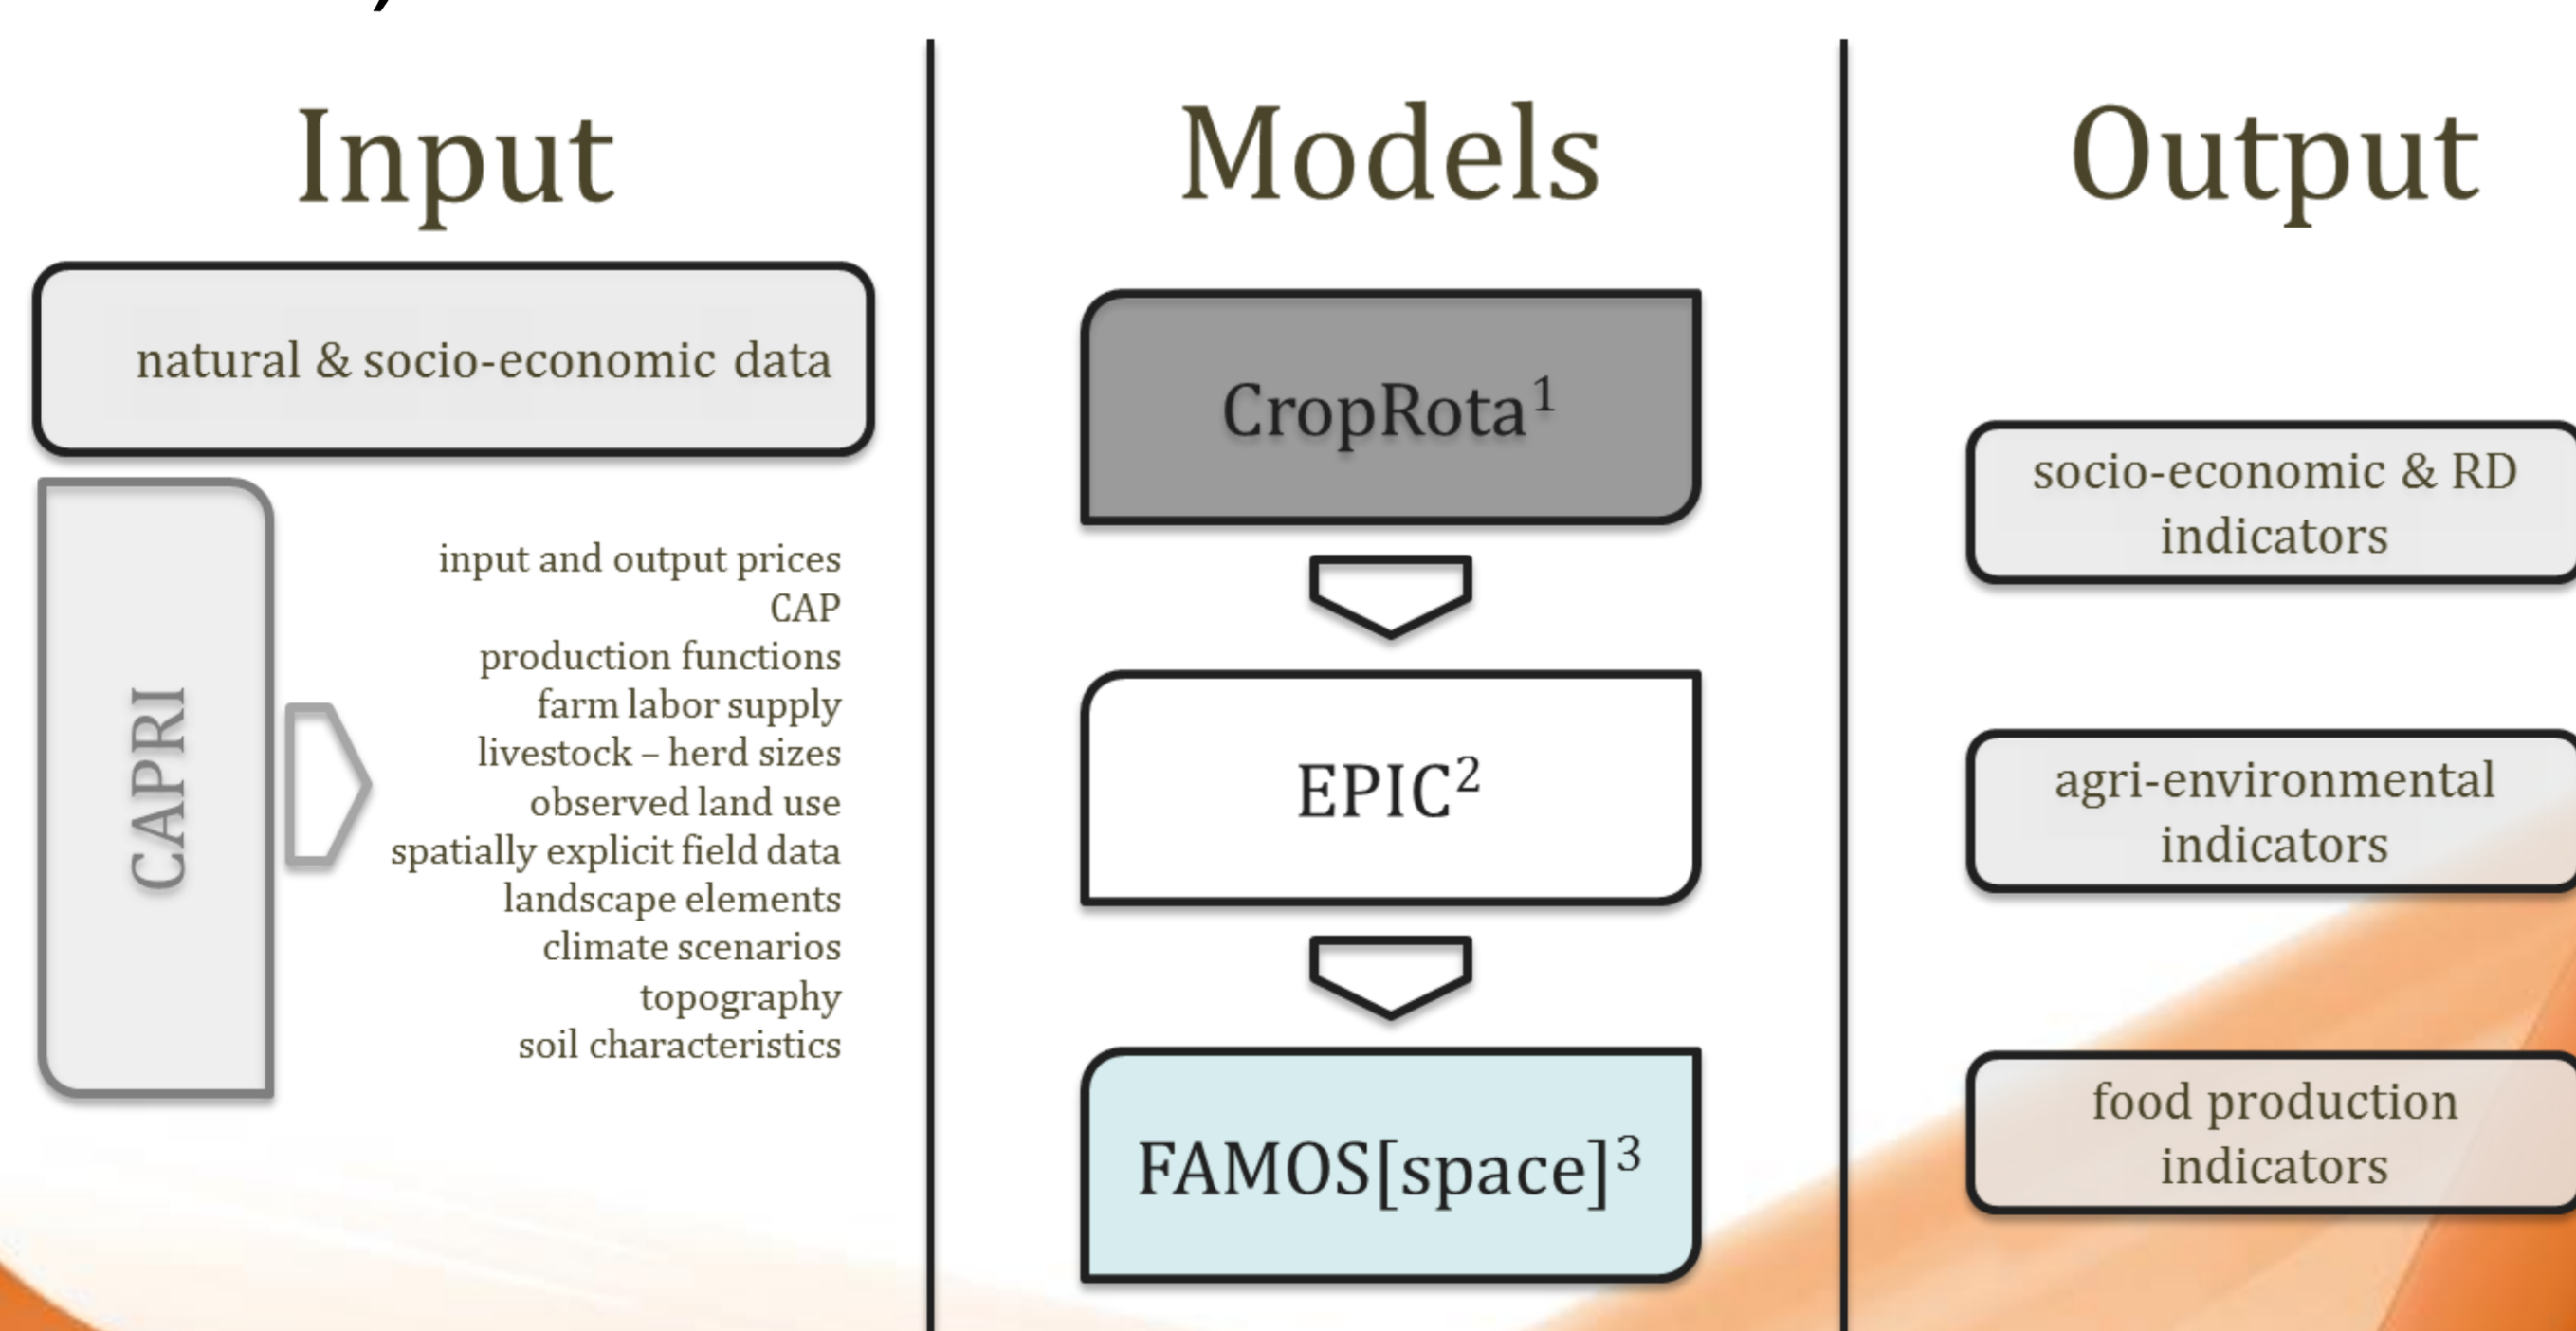 Input
natural & socio-economic data
CAPRI
input and output prices
CAP
production functions
farm labor supply
livestock – herd sizes
observed land use
spatially explicit field data
landscape elements
climate scenarios
topography
soil characteristics
Models
CropRota¹
EPIC²
FAMOS[space]³
Output
socio-economic & RD
indicators
agri-environmental
indicators
food production
indicators